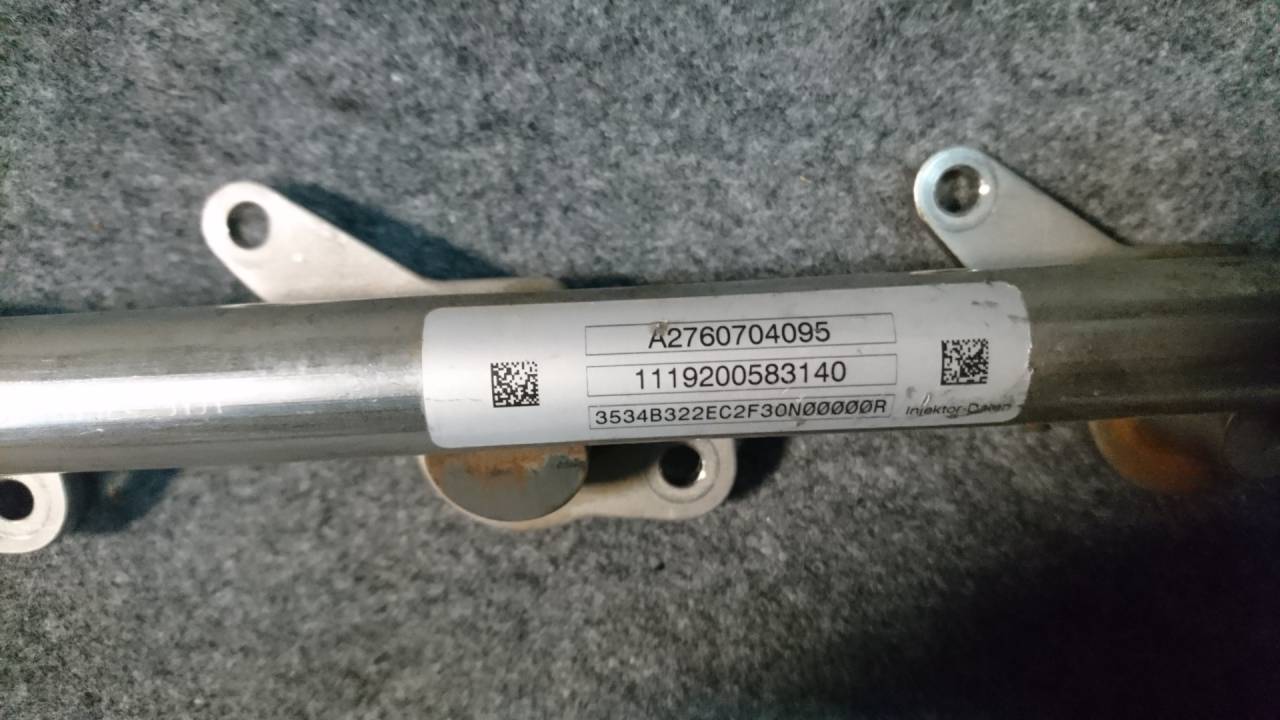 A2760704095
1119200583140
3534B322EC2F30NØØØØØR
Injektor-Daten